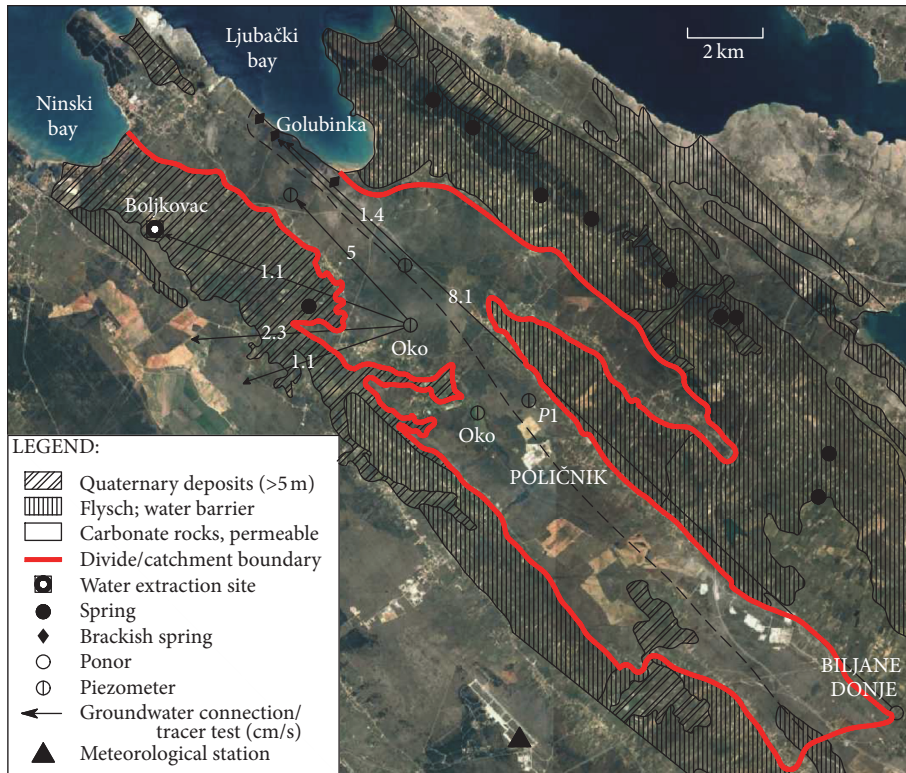 Ljubački
bay
2 km
Ninski
bay
Golubinka
Boljkovac
1.4
5
1.1
8.1
2.3
Oko
1.1
P1
Oko
POLIČNIK
BILJANE
DONJE
LEGEND:
Quaternary deposits (>5 m)
Flysch; water barrier
Carbonate rocks, permeable
Divide/catchment boundary
Water extraction site
Spring
Brackish spring
Ponor
Piezometer
Groundwater connection/
tracer test (cm/s)
Meteorological station